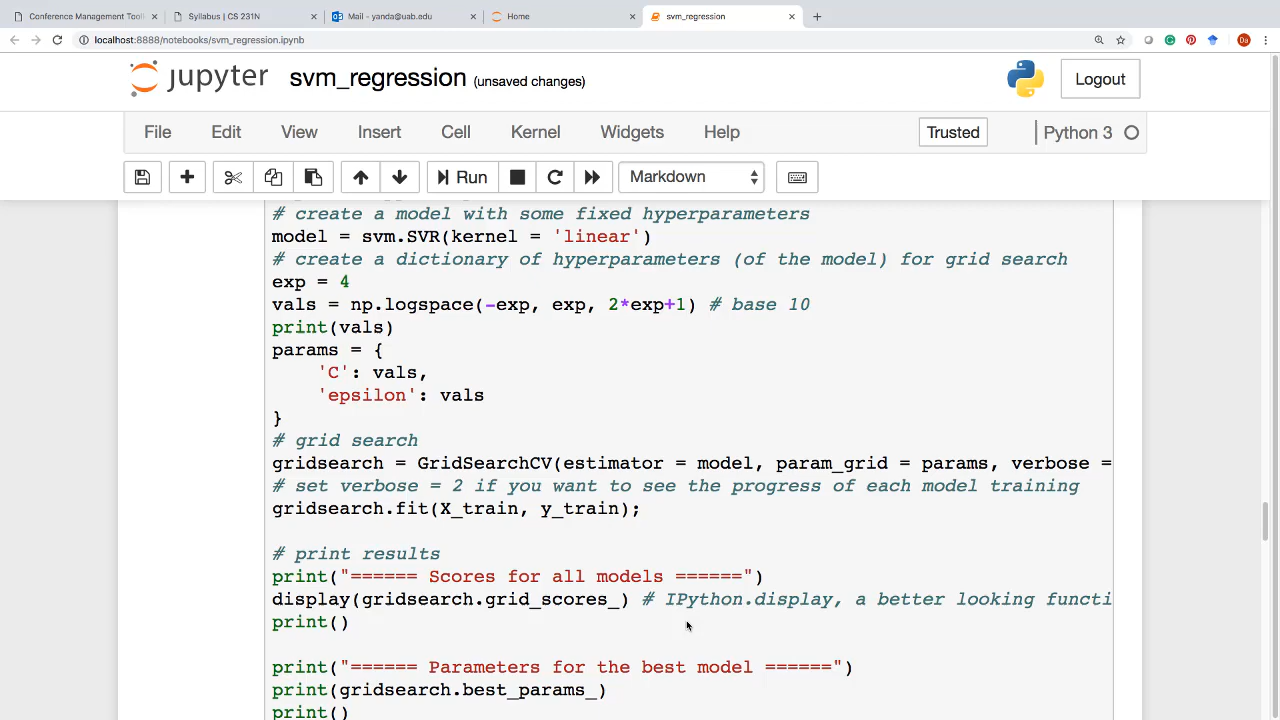 Conference Management Tool
Syllabus | CS 231N
Mail - yanda@uab.edu
Home
svm_regression
localhost:8888/notebooks/svm_regression.ipynb
Da
jupyter svm_regression (unsaved changes)
Logout
File Edit View Insert Cell Kernel Widgets Help
Trusted
Python 3
Run
Markdown
# create a model with some fixed hyperparameters
model = svm.SVR(kernel = 'linear')
# create a dictionary of hyperparameters (of the model) for grid search
exp = 4
vals = np.logspace(-exp, exp, 2*exp+1) # base 10
print(vals)
params = {
'C': vals,
'epsilon': vals
}
# grid search
gridsearch = GridSearchCV(estimator = model, param_grid = params, verbose =
# set verbose = 2 if you want to see the progress of each model training
gridsearch.fit(X_train, y_train);
# print results
print("====== Scores for all models ======")
display(gridsearch.grid_scores_) # IPython.display, a better looking functi
print()
print("====== Parameters for the best model ======")
print(gridsearch.best_params_)
print()